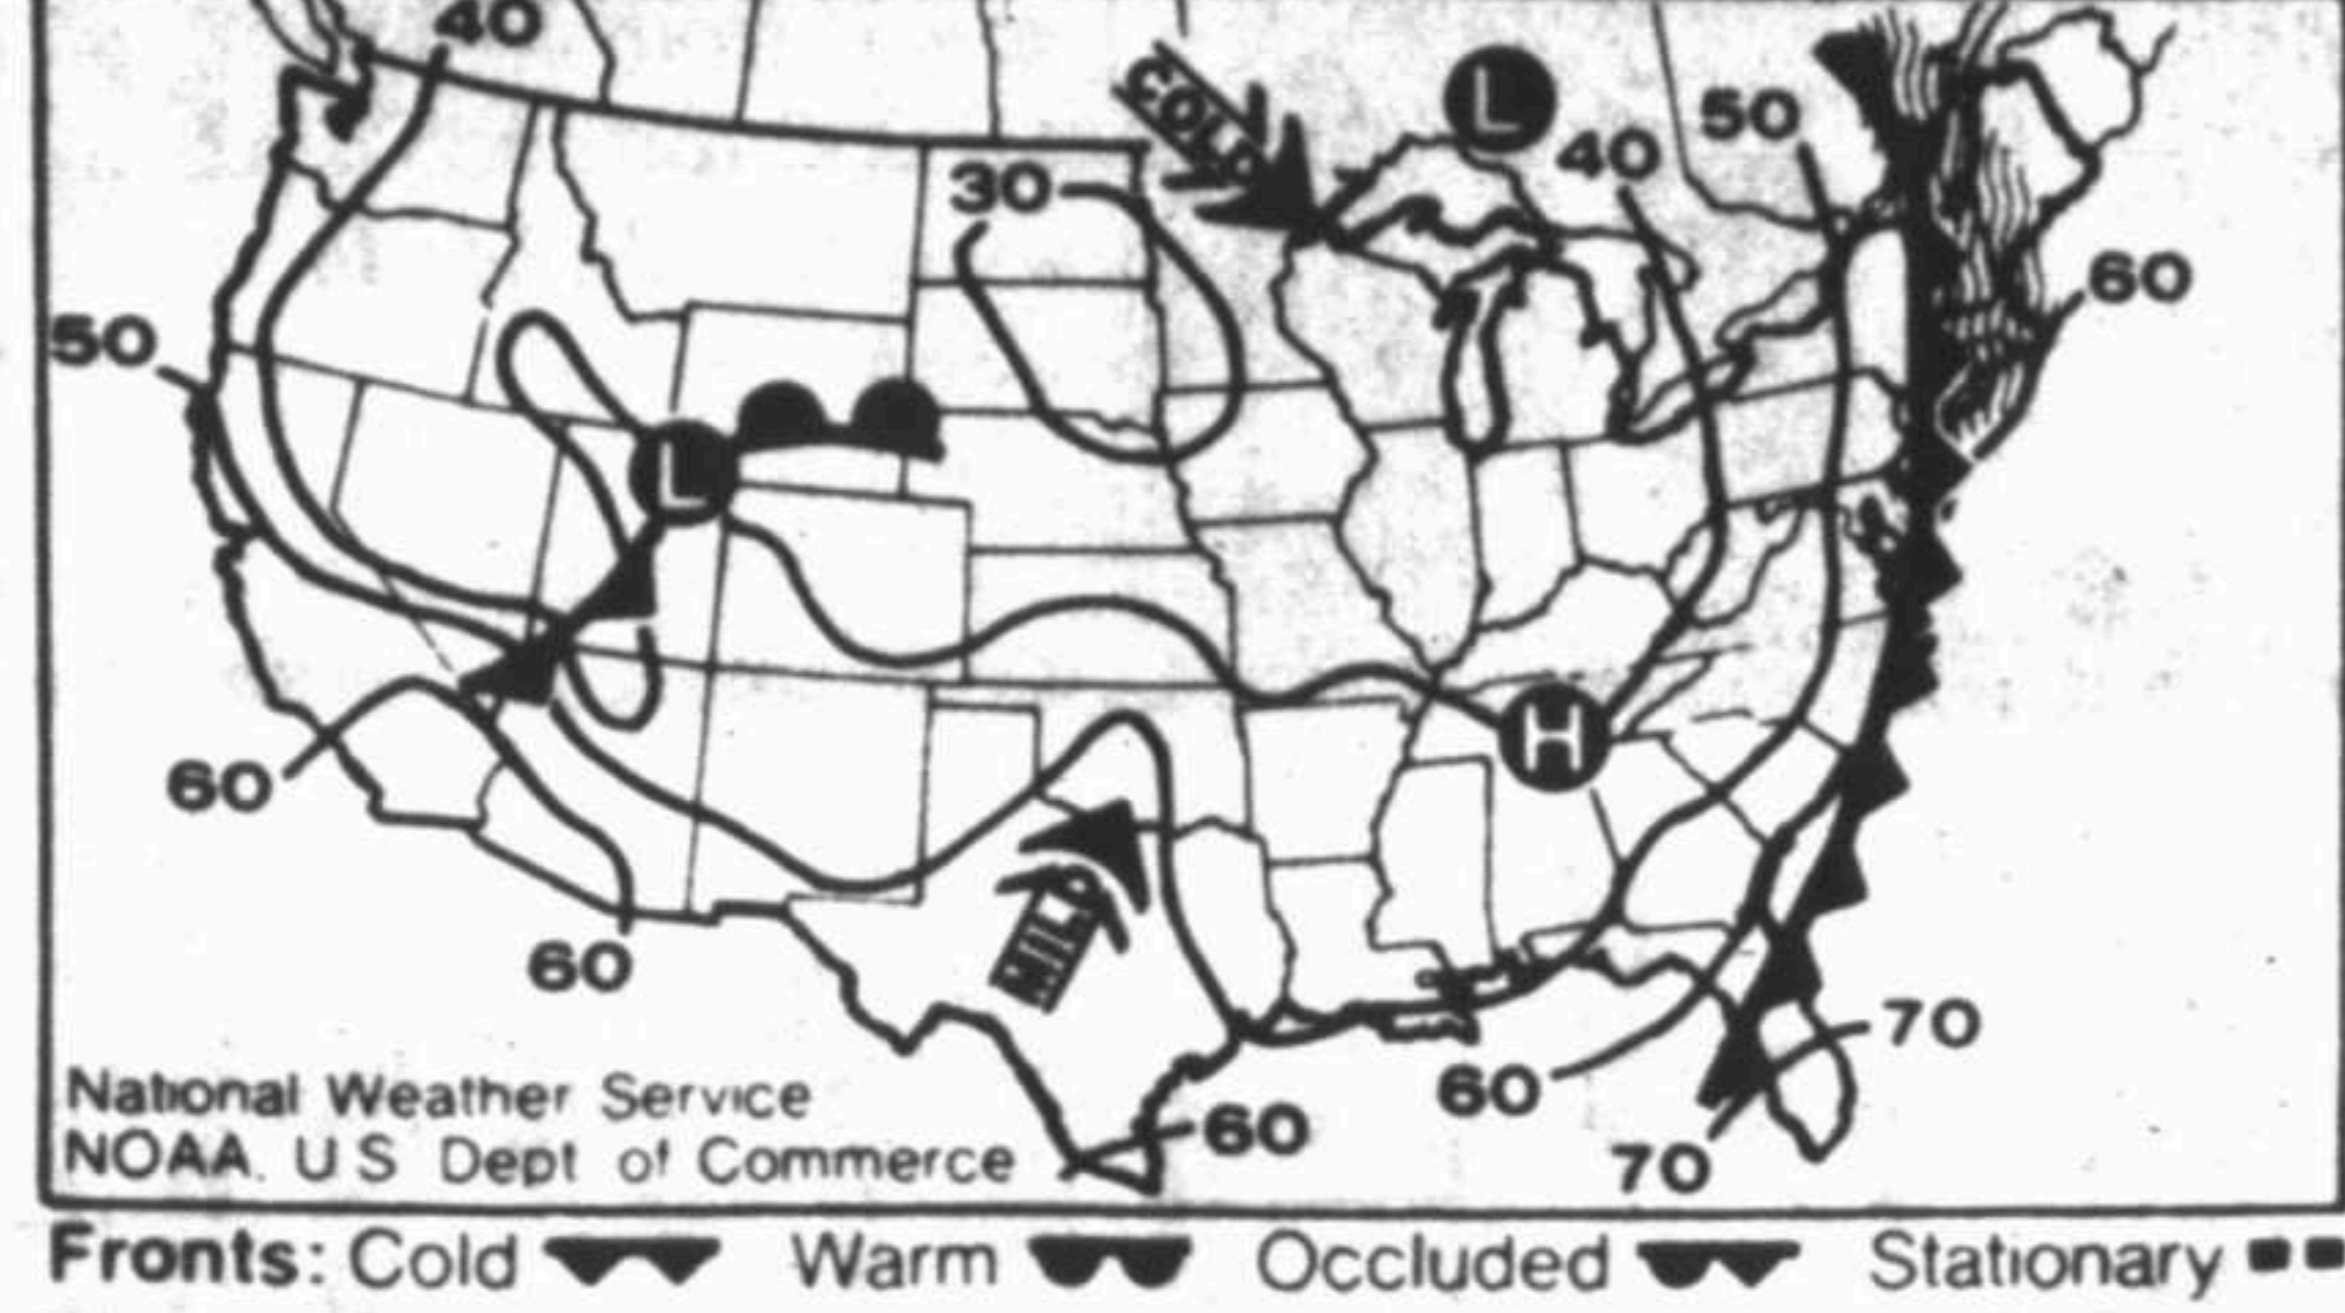 40
COLD
L
40
50
30
60
50
L
H
60
MILD
60
70
60
National Weather Service
NOAA. U S Dept of Commerce
60
70
Fronts: Cold Warm Occluded Stationary